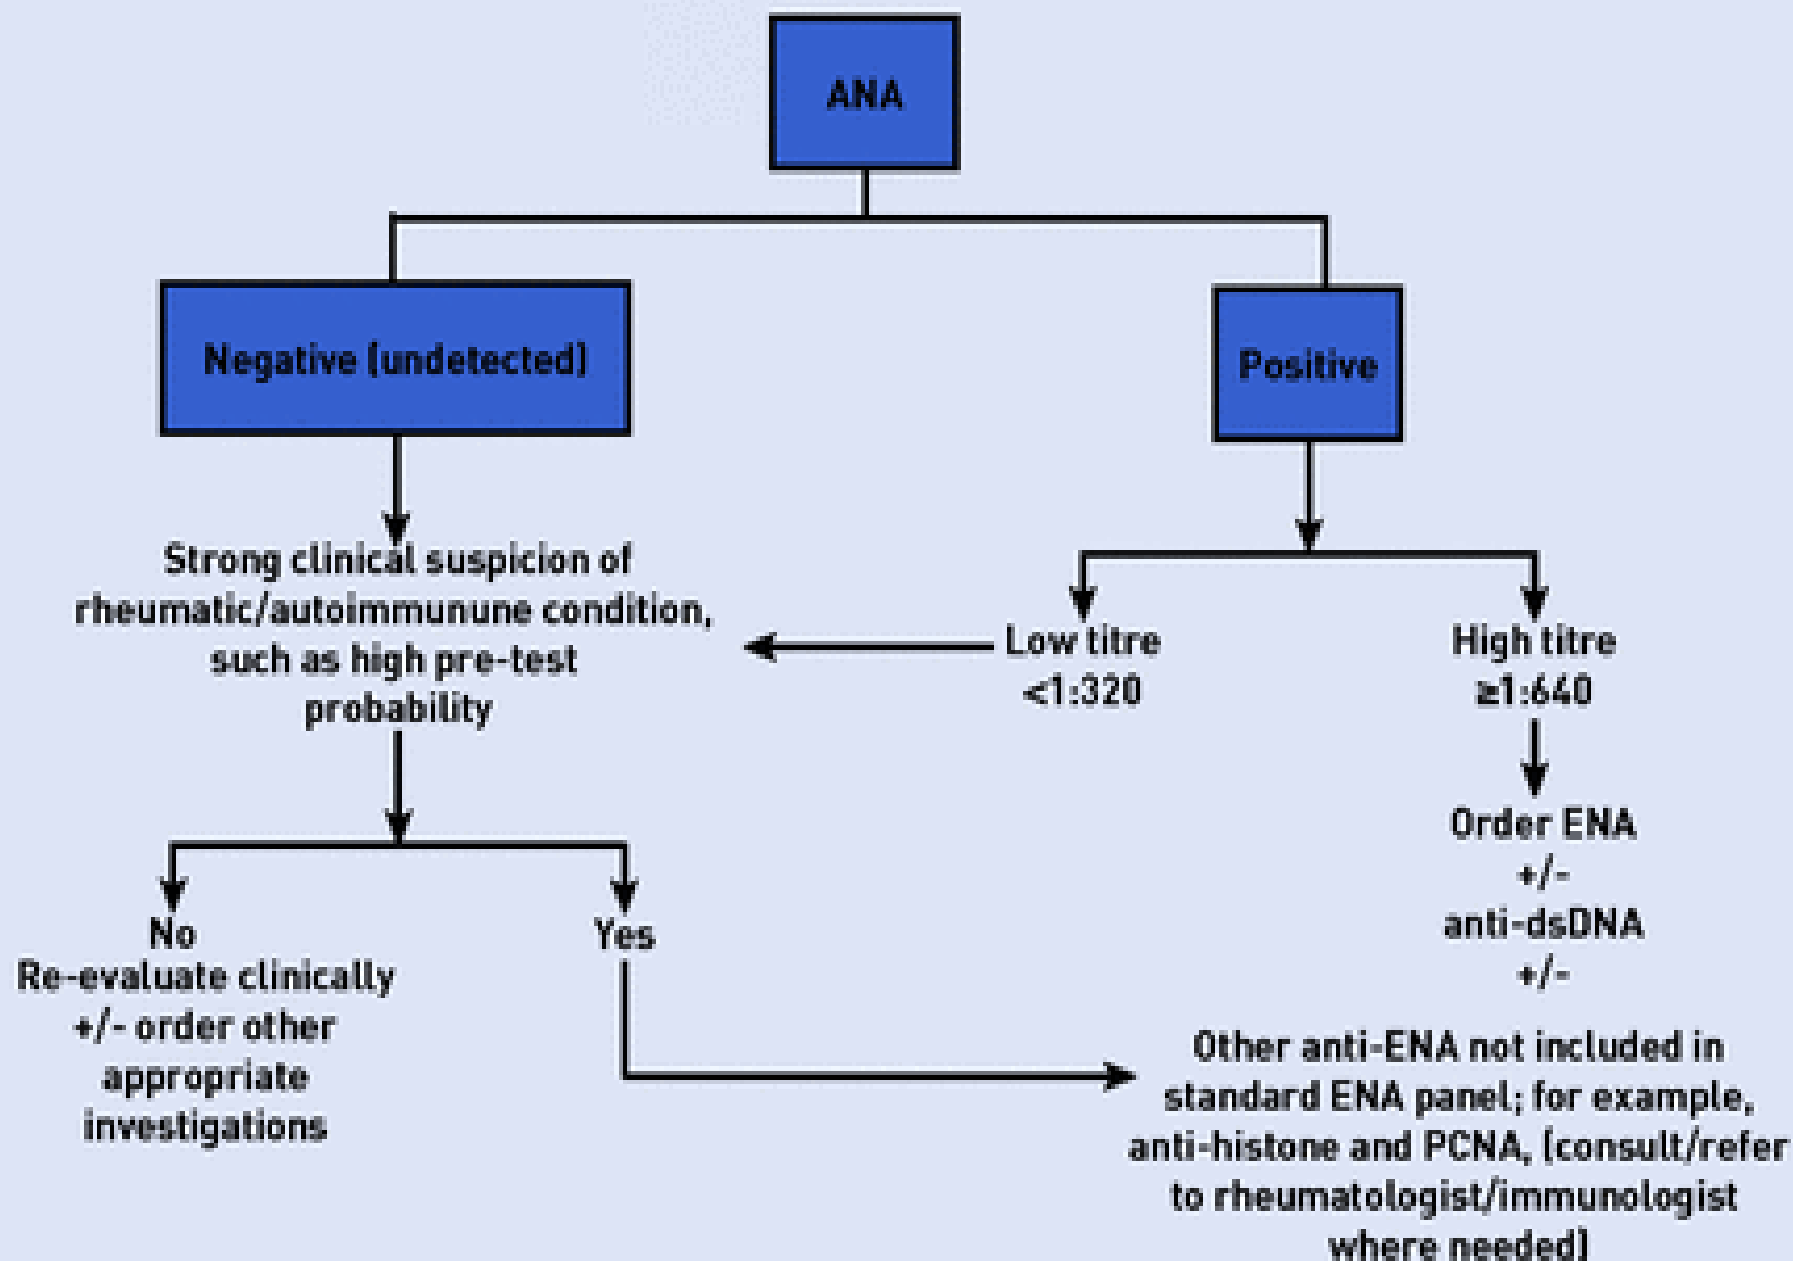 ANA
Negative (undetected)
Positive
Strong clinical suspicion of
rheumatic/autoimmunune condition,
such as high pre-test
probability
Low titre
<1:320
High titre
≥1:640
Order ENA
+/-
anti-dsDNA
+/-
No
Re-evaluate clinically
+/- order other
appropriate
investigations
Yes
Other anti-ENA not included in
standard ENA panel; for example,
anti-histone and PCNA, (consult/refer
to rheumatologist/immunologist
where needed)